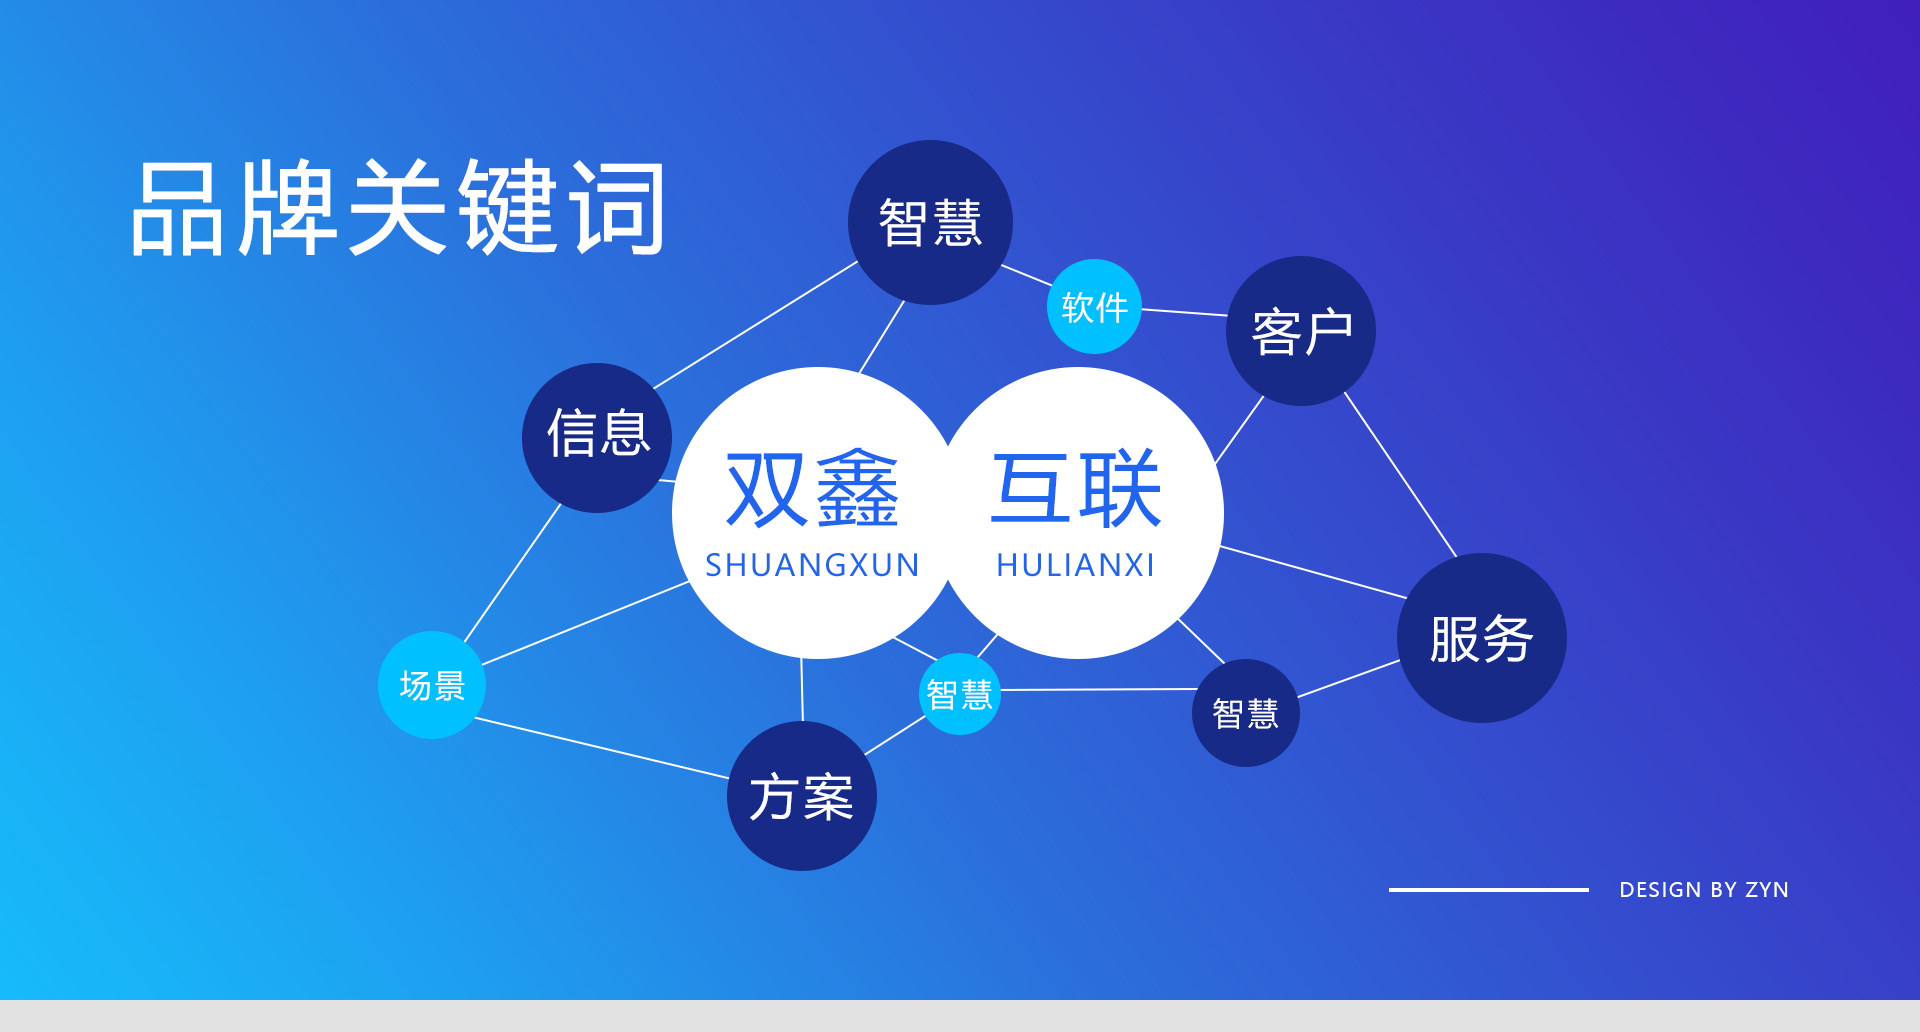 品牌关键词
智慧
软件
客户
信息
双鑫
互联
SHUANGXUN
HULIANXI
服务
场景
智慧
智慧
方案
DESIGN BY ZYN